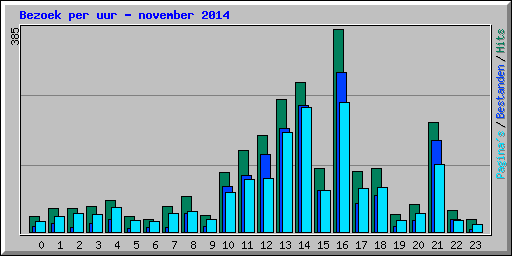 Bezoek per uur - november 2014
385
Pagina's / Bestanden / Hits
0 1 2 3 4 5 6 7 8 9 10 11 12 13 14 15 16 17 18 19 20 21 22 23